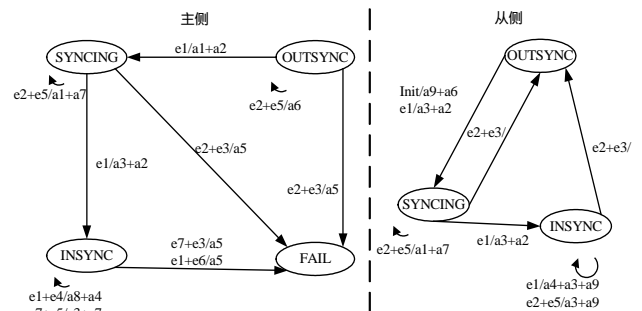 主侧
从侧
SYNCING
e1/a1+a2
OUTSYNC
e2+e5/a1+a7
e2+e5/a6
e1/a3+a2
e2+e3/a5
e2+e3/a5
INSYNC
e7+e3/a5
e1+e6/a5
FAIL
e1+e4/a8+a4
OUTSYNC
Init/a9+a6
e1/a3+a2
e2+e3/
e2+e3/
SYNCING
e2+e5/a1+a7
e1/a3+a2
INSYNC
e1/a4+a3+a9
e2+e5/a3+a9